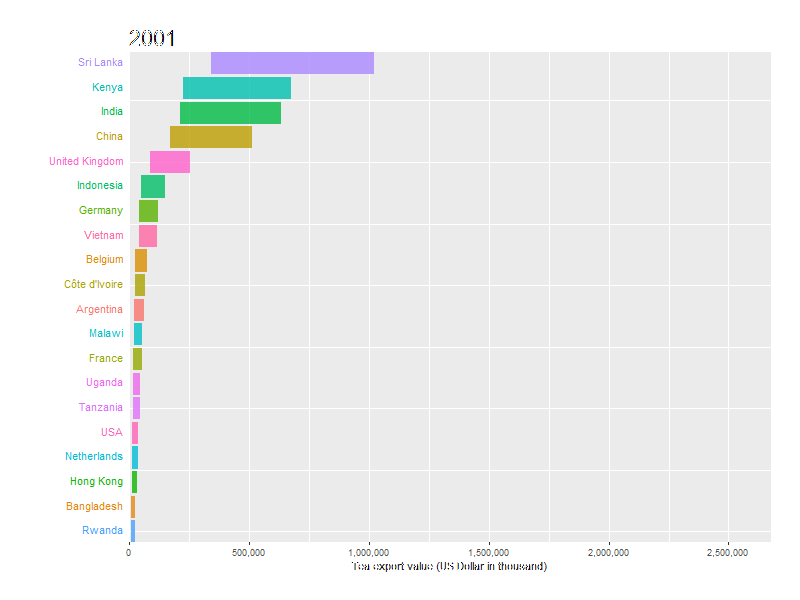 2001
Sri Lanka
Kenya
India
China
United Kingdom
Indonesia
Germany
Vietnam
Belgium
Côte d'Ivoire
Argentina
Malawi
France
Uganda
Tanzania
USA
Netherlands
Hong Kong
Bangladesh
Rwanda
0 500,000 1,000,000 1,500,000 2,000,000 2,500,000
Tea export value (US Dollar in thousand)